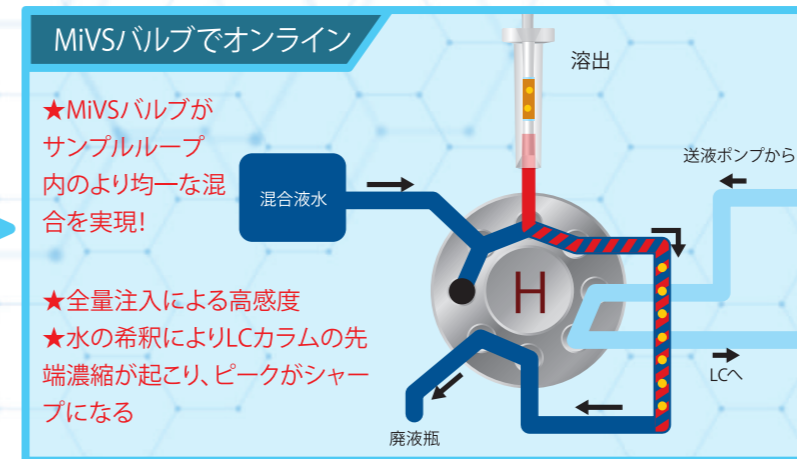 MiVSバルブでオンライン
★MiVSバルブが
サンプルループ
内のより均一な混
合を実現!
★全量注入による高感度
★水の希釈によりLCカラムの先
端濃縮が起こり、ピークがシャー
プになる
溶出
混合液水
送液ポンプから
H
LCへ
廃液瓶